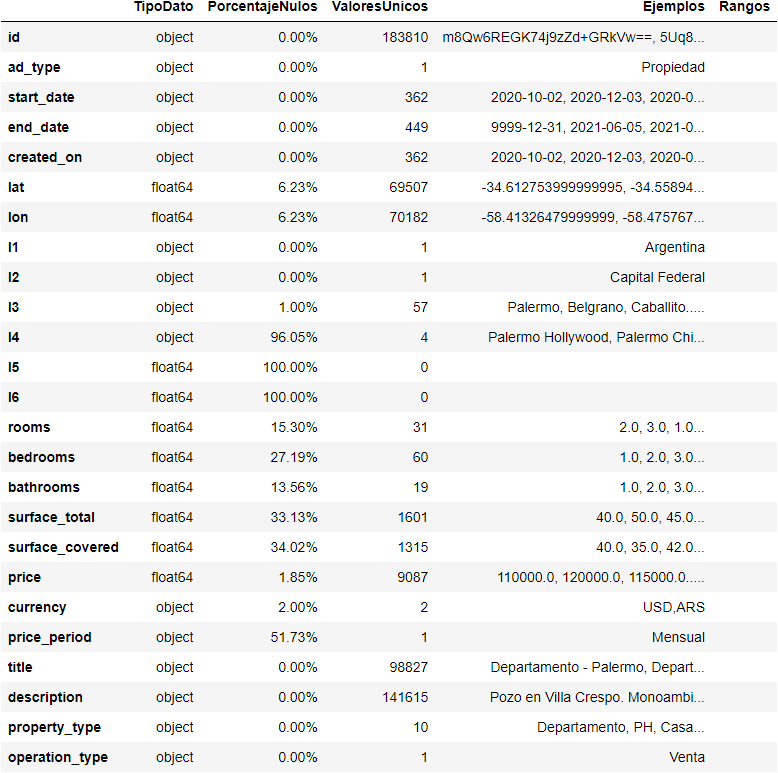 TipoDato PorcentajeNulos ValoresUnicos Ejemplos Rangos
id object 0.00% 183810 m8Qw6REGK74j9zZd+GRkVw==, 5Uq8...
ad_type object 0.00% 1 Propiedad
start_date object 0.00% 362 2020-10-02, 2020-12-03, 2020-0...
end_date object 0.00% 449 9999-12-31, 2021-06-05, 2021-0...
created_on object 0.00% 362 2020-10-02, 2020-12-03, 2020-0...
lat float64 6.23% 69507 -34.612753999999995, -34.55894...
lon float64 6.23% 70182 -58.41326479999999, -58.475767...
l1 object 0.00% 1 Argentina
l2 object 0.00% 1 Capital Federal
l3 object 1.00% 57 Palermo, Belgrano, Caballito.....
l4 object 96.05% 4 Palermo Hollywood, Palermo Chi...
l5 float64 100.00% 0
l6 float64 100.00% 0
rooms float64 15.30% 31 2.0, 3.0, 1.0...
bedrooms float64 27.19% 60 1.0, 2.0, 3.0...
bathrooms float64 13.56% 19 1.0, 2.0, 3.0...
surface_total float64 33.13% 1601 40.0, 50.0, 45.0...
surface_covered float64 34.02% 1315 40.0, 35.0, 42.0...
price float64 1.85% 9087 110000.0, 120000.0, 115000.0.....
currency object 2.00% 2 USD,ARS
price_period object 51.73% 1 Mensual
title object 0.00% 98827 Departamento - Palermo, Depart...
description object 0.00% 141615 Pozo en Villa Crespo. Monoambi...
property_type object 0.00% 10 Departamento, PH, Casa...
operation_type object 0.00% 1 Venta